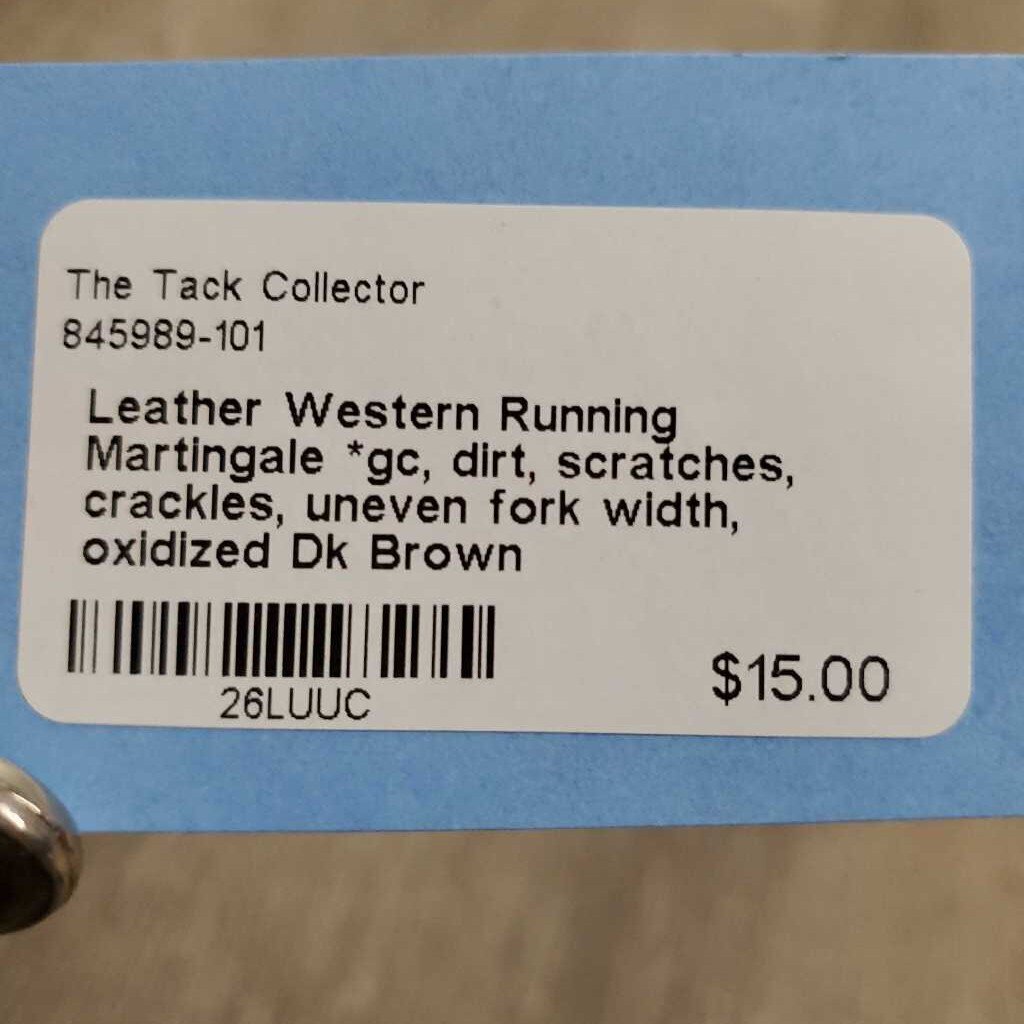 The Tack Collector
845989-101
Leather Western Running
Martingale *gc, dirt, scratches,
crackles, uneven fork width,
oxidized Dk Brown
26LUUC
$15.00